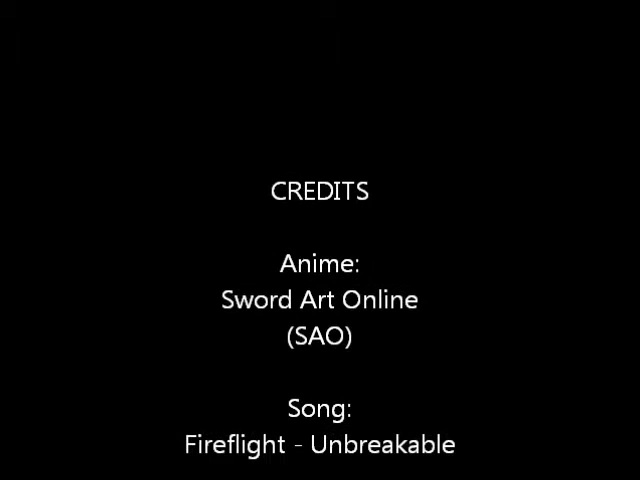 CREDITS
Anime:
Sword Art Online
(SAO)
Song:
Fireflight - Unbreakable